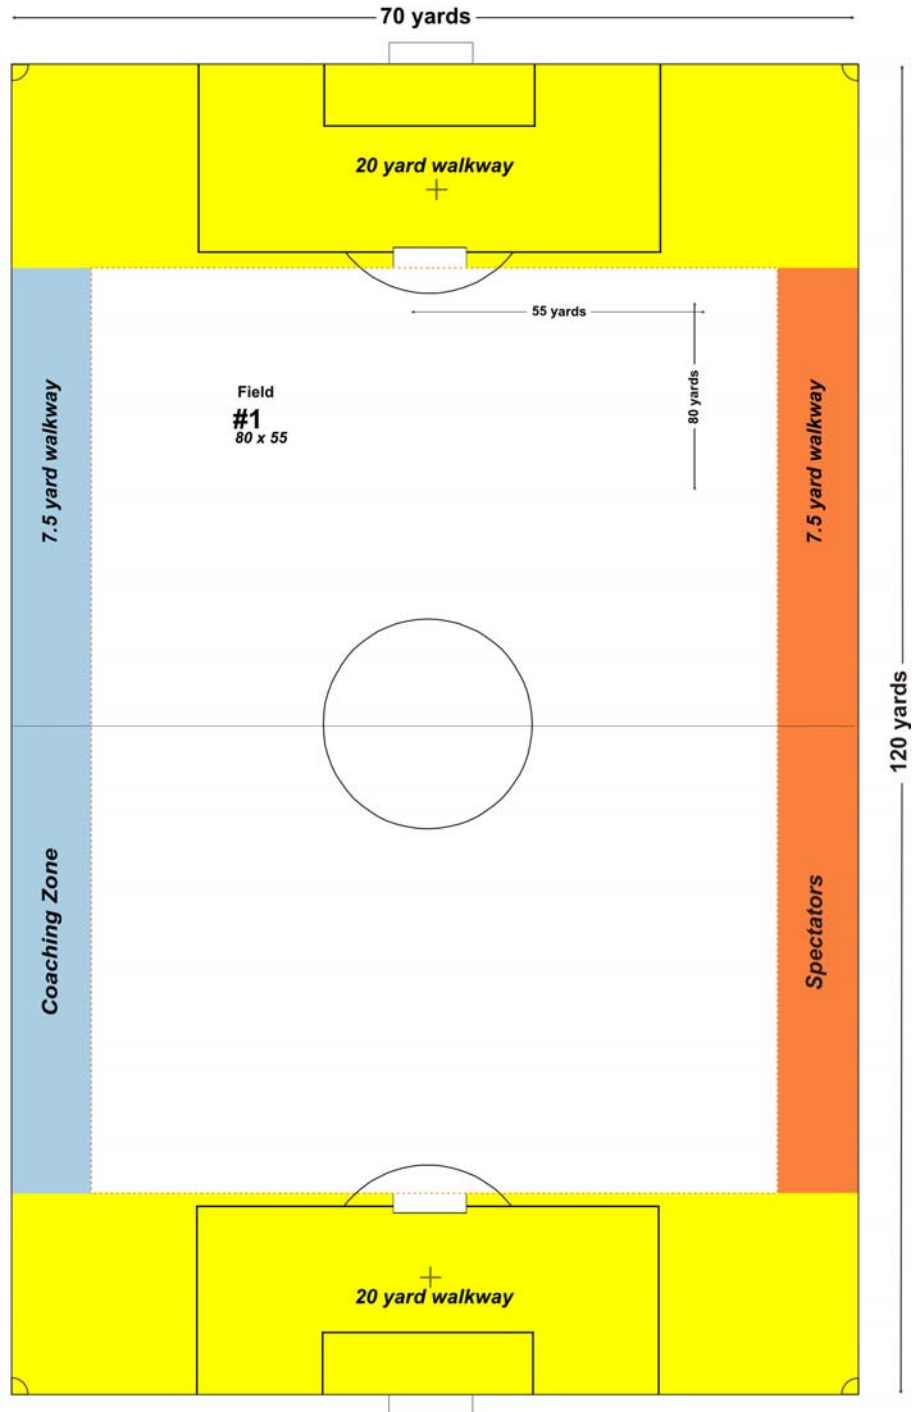 70 yards
20 yard walkway
55 yards
80 yards
Field
#1
80 x 55
7.5 yard walkway
7.5 yard walkway
120 yards
Coaching Zone
Spectators
20 yard walkway